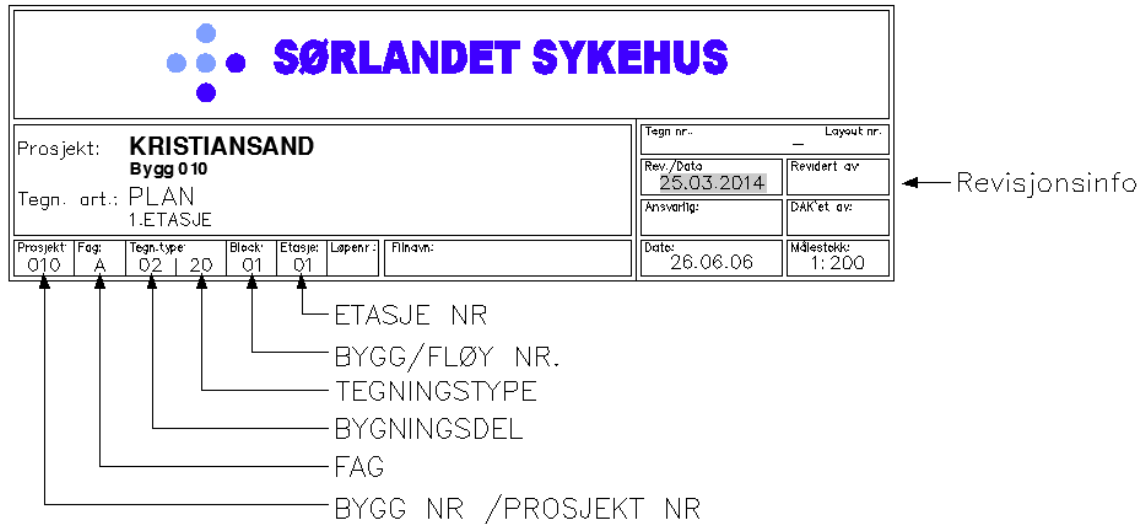 SØRLANDET SYKEHUS
Prosjekt: KRISTIANSAND
Bygg 010
Tegn. art.: PLAN
1.ETASJE
Tegn nr.. Layout nr.
_
Rev./Dato Revidert av
25.03.2014
Ansvarlig: DAK'et av:
Prosjekt: Fag: Tegn.type: Block: Etasje: Løpenr.: Filnavn: Dato: Målestokk:
010 A 02 | 20 01 01 26.06.06 1:200
Revisjonsinfo
ETASJE NR
BYGG/FLØY NR.
TEGNINGSTYPE
BYGNINGSDEL
FAG
BYGG NR /PROSJEKT NR